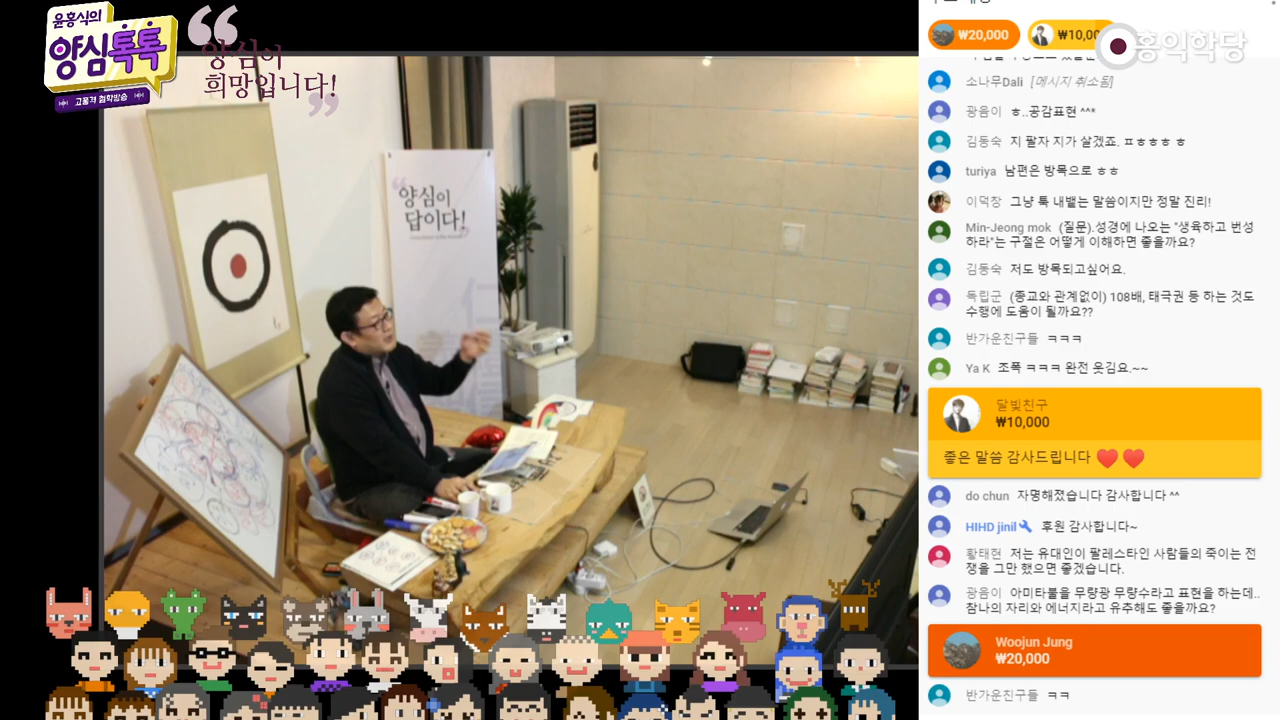 윤홍식의
양심톡톡
고품격 철학방송
양심이
희망입니다!
양심이
답이다!
₩20,000
₩10,00
홍익학당
소나무Dali [메시지 취소됨]
광음이 ㅎ..공감표현 ^^*
김동숙 지 팔자 지가 살겠죠. ㅍㅎㅎㅎ ㅎ
turiya 남편은 방목으로 ㅎㅎ
이덕창 그냥 툭 내뱉는 말씀이지만 정말 진리!
Min-Jeong mok (질문).성경에 나오는 "생육하고 번성
하라"는 구절은 어떻게 이해하면 좋을까요?
김동숙 저도 방목되고싶어요.
독립군 (종교와 관계없이) 108배, 태극권 등 하는 것도
수행에 도움이 될까요??
반가운친구들 ㅋㅋㅋ
Ya K 조폭 ㅋㅋㅋ 완전 웃김요.~~
달빛친구
₩10,000
좋은 말씀 감사드립니다
do chun 자명해졌습니다 감사합니다 ^^
HIHD jinil 후원 감사합니다~
황태현 저는 유대인이 팔레스타인 사람들의 죽이는 전
쟁을 그만 했으면 좋겠습니다.
광음이 아미타불을 무량광 무량수라고 표현을 하는데..
참나의 자리와 에너지라고 유추해도 좋을까요?
Woojun Jung
₩20,000
반가운친구들 ㅋㅋ